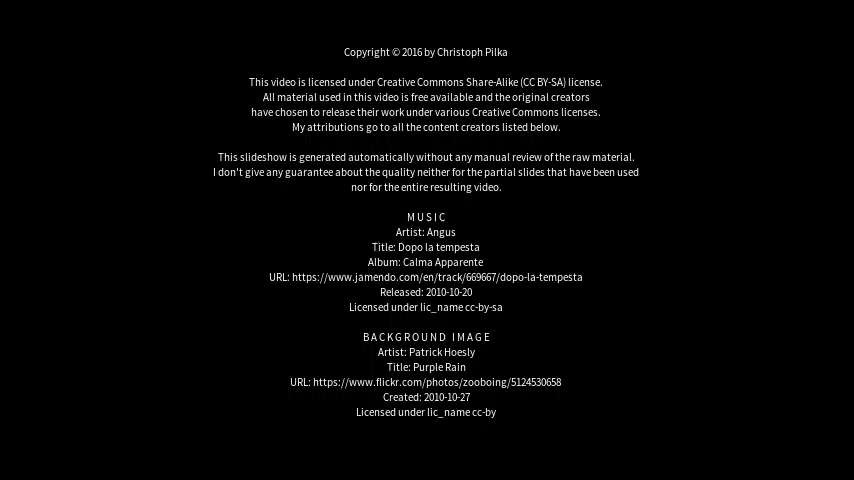 Copyright © 2016 by Christoph Pilka
This video is licensed under Creative Commons Share-Alike (CC BY-SA) license.
All material used in this video is free available and the original creators
have chosen to release their work under various Creative Commons licenses.
My attributions go to all the content creators listed below.
This slideshow is generated automatically without any manual review of the raw material.
I don't give any guarantee about the quality neither for the partial slides that have been used
nor for the entire resulting video.
M U S I C
Artist: Angus
Title: Dopo la tempesta
Album: Calma Apparente
URL: https://www.jamendo.com/en/track/669667/dopo-la-tempesta
Released: 2010-10-20
Licensed under lic_name cc-by-sa
B A C K G R O U N D   I M A G E
Artist: Patrick Hoesly
Title: Purple Rain
URL: https://www.flickr.com/photos/zooboing/5124530658
Created: 2010-10-27
Licensed under lic_name cc-by